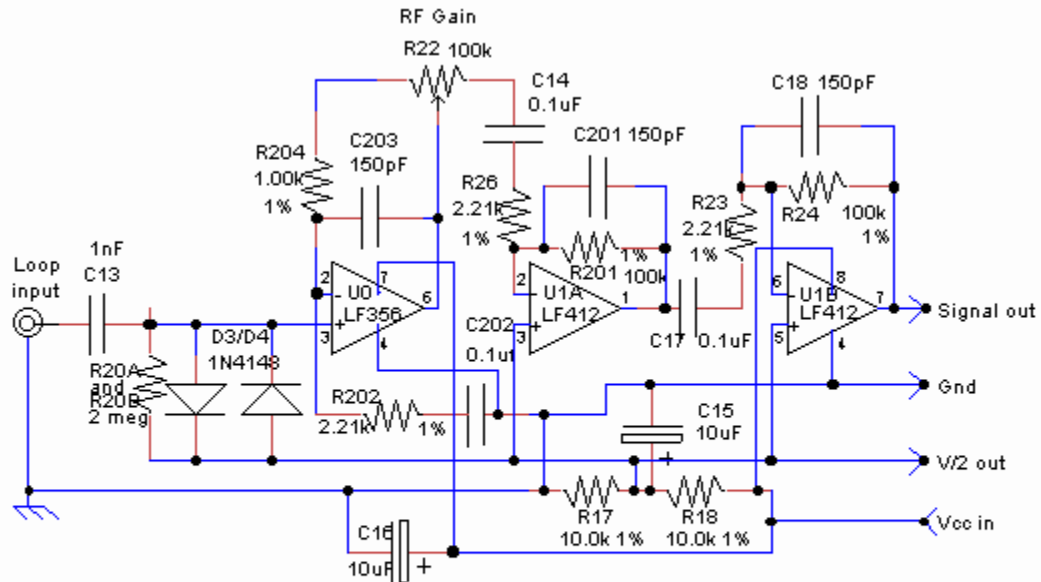 RF Gain
R22 100k
C14
0.1uF
C18 150pF
C203
150pF
C201 150pF
R204
1.00k
1%
R26
2.21k
1%
R23
2.21k
1%
R24
100k
1%
1nF
C13
Loop
input
2
7
U0
LF356
6
3
4
-
+
R201
1%
100k
2
U1A
LF412
1
3
-
+
8
6
U1B
LF412
7
5
4
-
+
Signal out
D3/D4
1N4148
C202
C17
0.1uF
R20A
and
R20B
2 meg
R202
2.21k
1%
Gnd
C15
10uF
+
V/2 out
R17
10.0k 1%
R18
10.0k 1%
Vcc in
C16
10uF
+